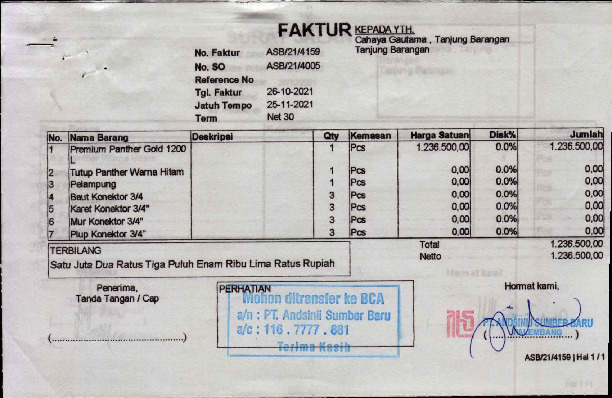 FAKTUR
KEPADA YTH.
Cahaya Gautama , Tanjung Barangan
Tanjung Barangan
No. Faktur ASB/21/4159
No. SO ASB/21/4005
Reference No
Tgl. Faktur 26-10-2021
Jatuh Tempo 25-11-2021
Term Net 30
No. Nama Barang Deskripsi Qty Kemasan Harga Satuan Disk% Jumlah
1 Premium Panther Gold 1200 1 Pcs 1.236.500,00 0.0% 1.236.500,00
L
2 Tutup Panther Warna Hitam 1 Pcs 0,00 0.0% 0,00
3 Pelampung 1 Pcs 0,00 0.0% 0,00
4 Baut Konektor 3/4 3 Pcs 0,00 0.0% 0,00
5 Karet Konektor 3/4" 3 Pcs 0,00 0.0% 0,00
6 Mur Konektor 3/4" 3 Pcs 0,00 0.0% 0,00
7 Plup Konektor 3/4" 3 Pcs 0,00 0.0% 0,00
TERBILANG
Satu Juta Dua Ratus Tiga Puluh Enam Ribu Lima Ratus Rupiah
Total 1.236.500,00
Netto 1.236.500,00
Penerima,
Tanda Tangan / Cap
(..............................)
PERHATIAN
Mohon ditransfer ke BCA
a/n : PT. Andsinii Sumber Baru
a/c : 116 . 7777 . 881
Terima Kasih
Hormat kami,
PT. ANDSINII SUMBER BARU
PALEMBANG
(..............................)
ASB/21/4159 | Hal 1 / 1